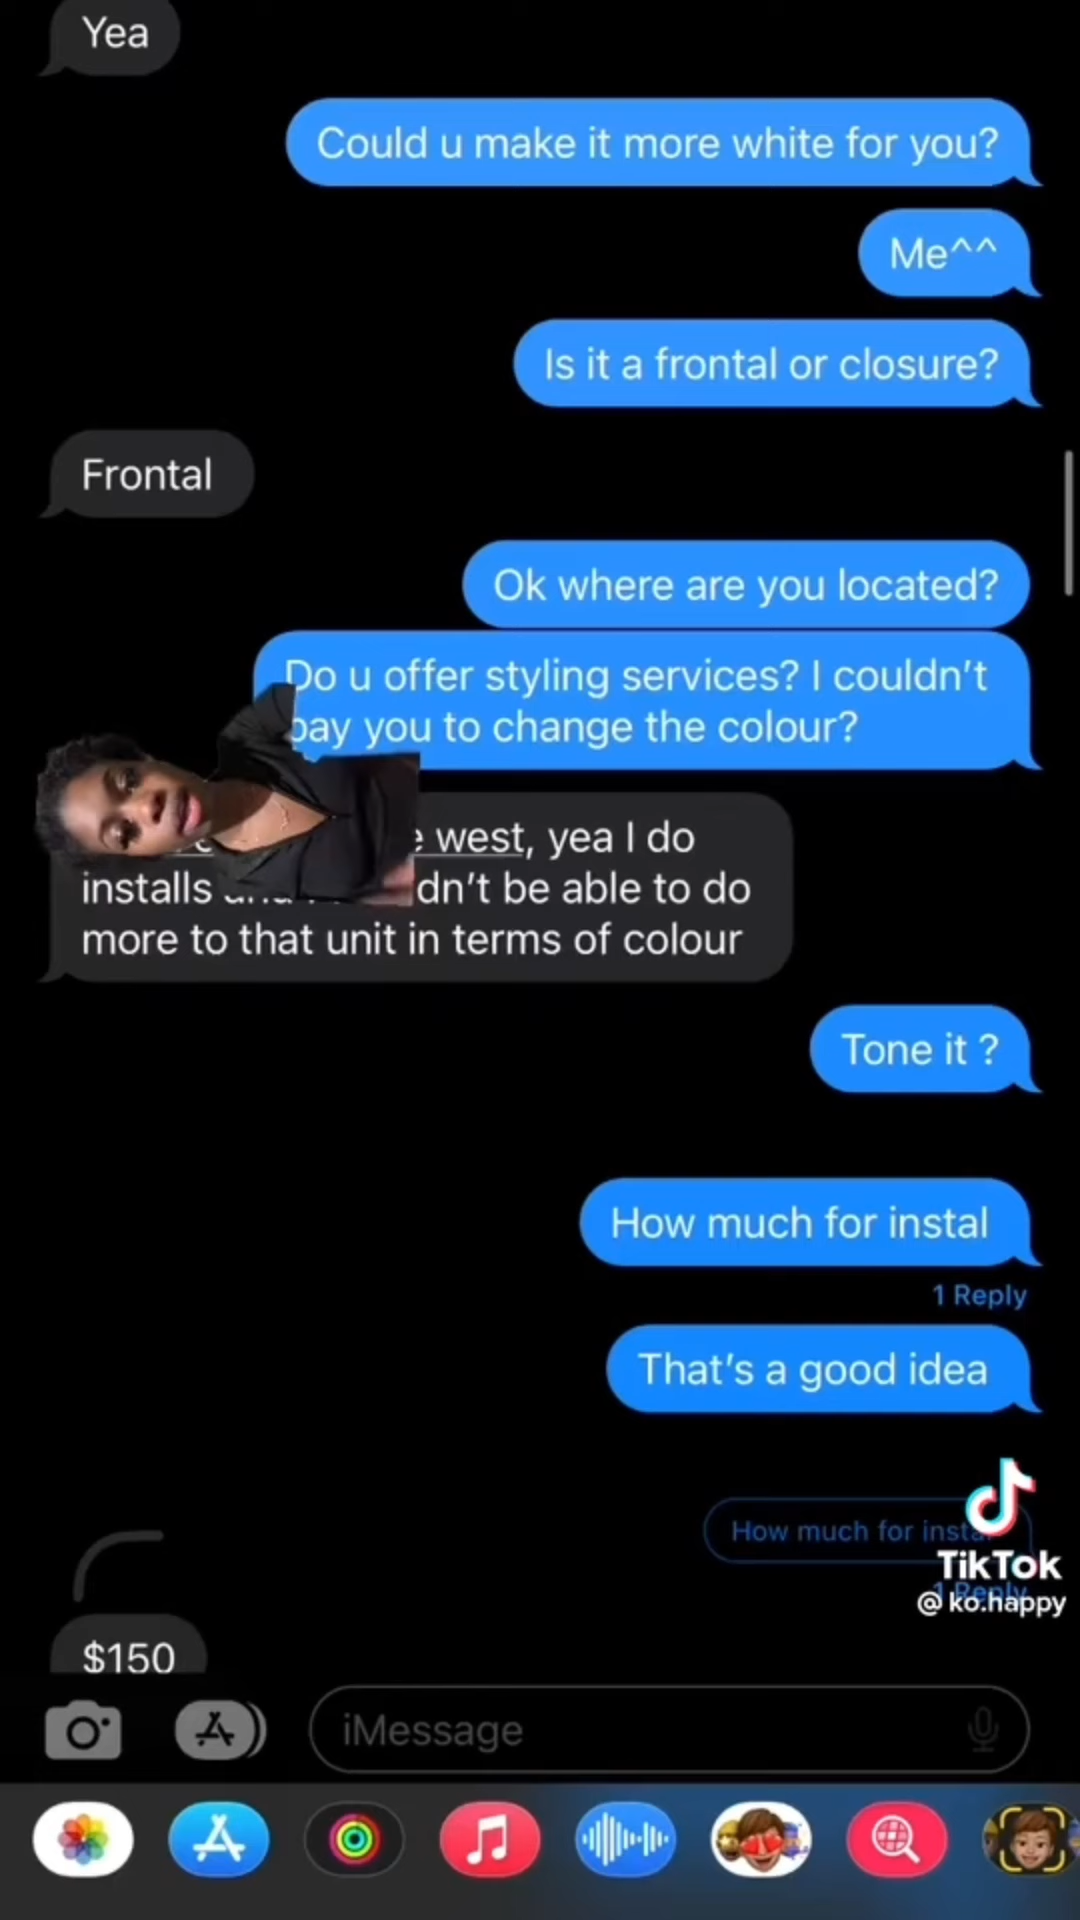 Yea
Could u make it more white for you?
Me^^
Is it a frontal or closure?
Frontal
Ok where are you located?
Do u offer styling services? I couldn't
pay you to change the colour?
west, yea I do
installs dn't be able to do
more to that unit in terms of colour
Tone it ?
How much for instal
1 Reply
That's a good idea
How much for instal
1 Reply
TikTok
@ko.happy
$150
iMessage